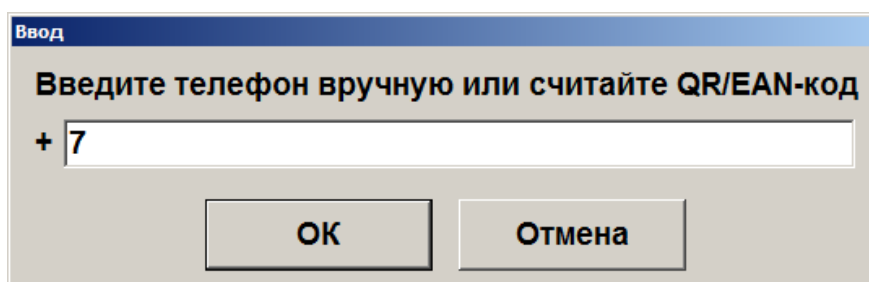 Ввод
Введите телефон вручную или считайте QR/EAN-код
+ 7
ОК Отмена